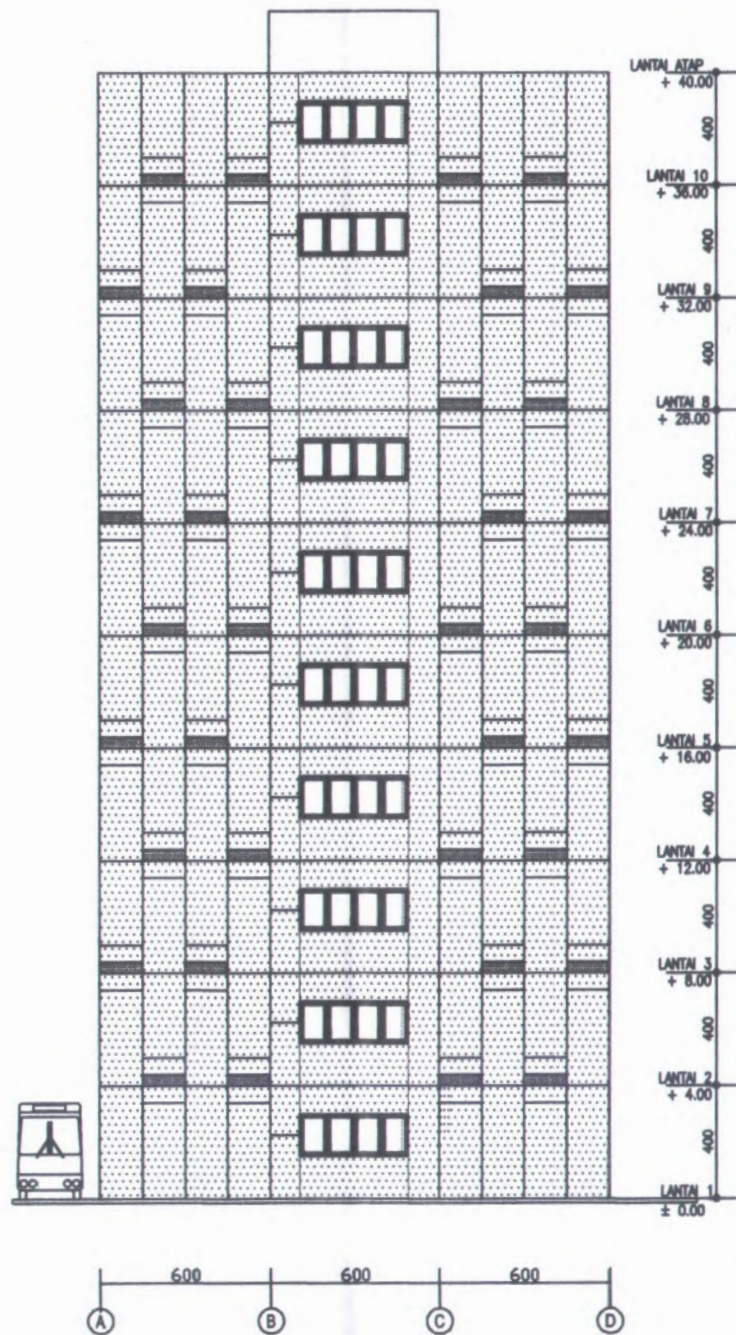 LANTAI ATAP
+ 40.00
400
LANTAI 10
+ 36.00
400
LANTAI 9
+ 32.00
400
LANTAI 8
+ 28.00
400
LANTAI 7
+ 24.00
400
LANTAI 6
+ 20.00
400
LANTAI 5
+ 16.00
400
LANTAI 4
+ 12.00
400
LANTAI 3
+ 8.00
400
LANTAI 2
+ 4.00
400
LANTAI 1
± 0.00
600 600 600
A B C D